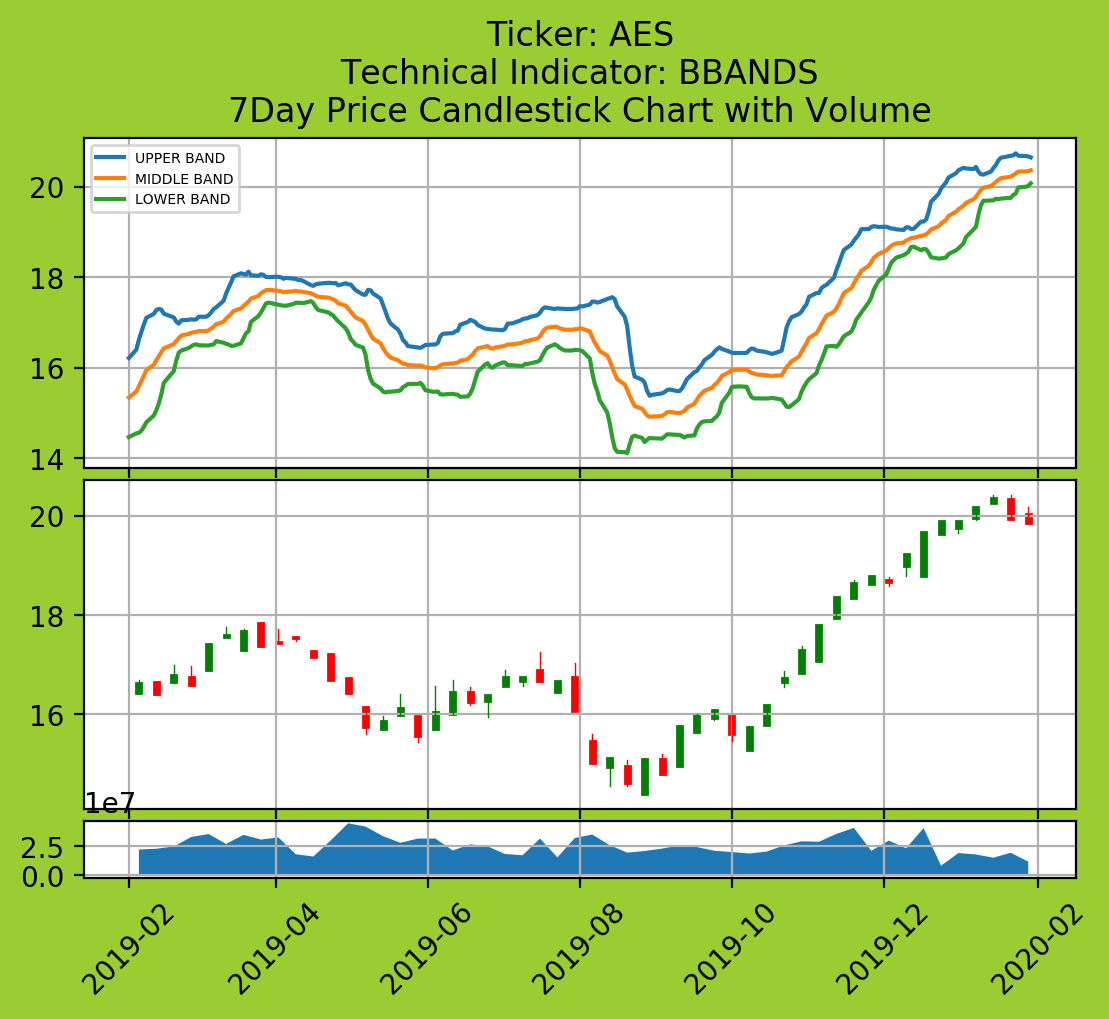 Ticker: AES
Technical Indicator: BBANDS
7Day Price Candlestick Chart with Volume
UPPER BAND
MIDDLE BAND
LOWER BAND
20
18
16
14
20
18
16
1e7
2.5
0.0
2019-02
2019-04
2019-06
2019-08
2019-10
2019-12
2020-02